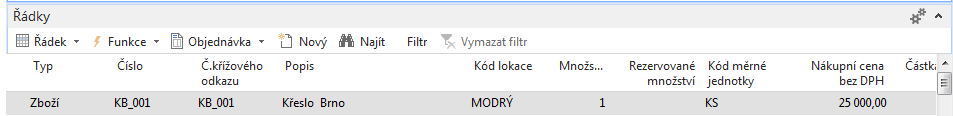 Řádky
Řádek Funkce Objednávka Nový Najít Filtr Vymazat filtr
Typ Číslo Č.křížového odkazu Popis Kód lokace Množs... Rezervované množství Kód měrné jednotky Nákupní cena bez DPH Částka
Zboží KB_001 KB_001 Křeslo Brno MODRÝ 1 KS 25 000,00